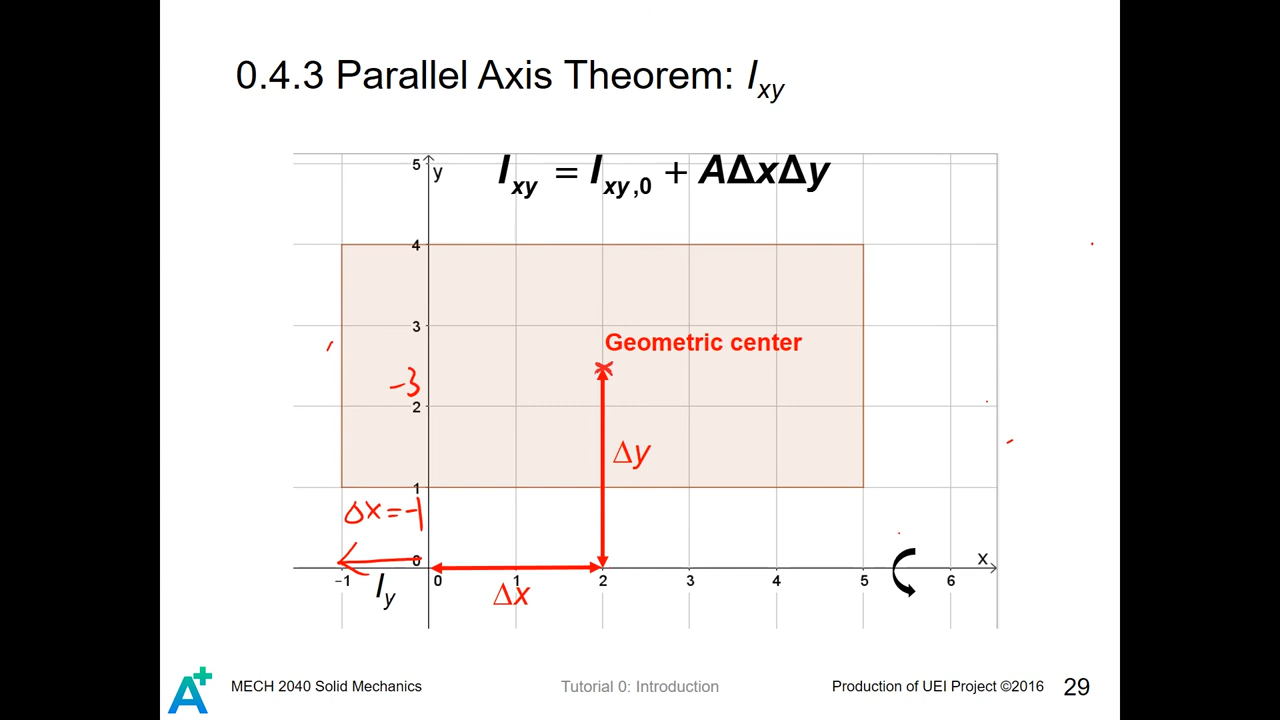 0.4.3 Parallel Axis Theorem: Ixy
5 y Ixy = Ixy,0 + AΔxΔy
4
3
Geometric center
-3
2
Δy
1
Δx=-1
0
x
−1 0 1 2 3 4 5 6
Iy
Δx
A+ MECH 2040 Solid Mechanics Tutorial 0: Introduction Production of UEI Project ©2016 29